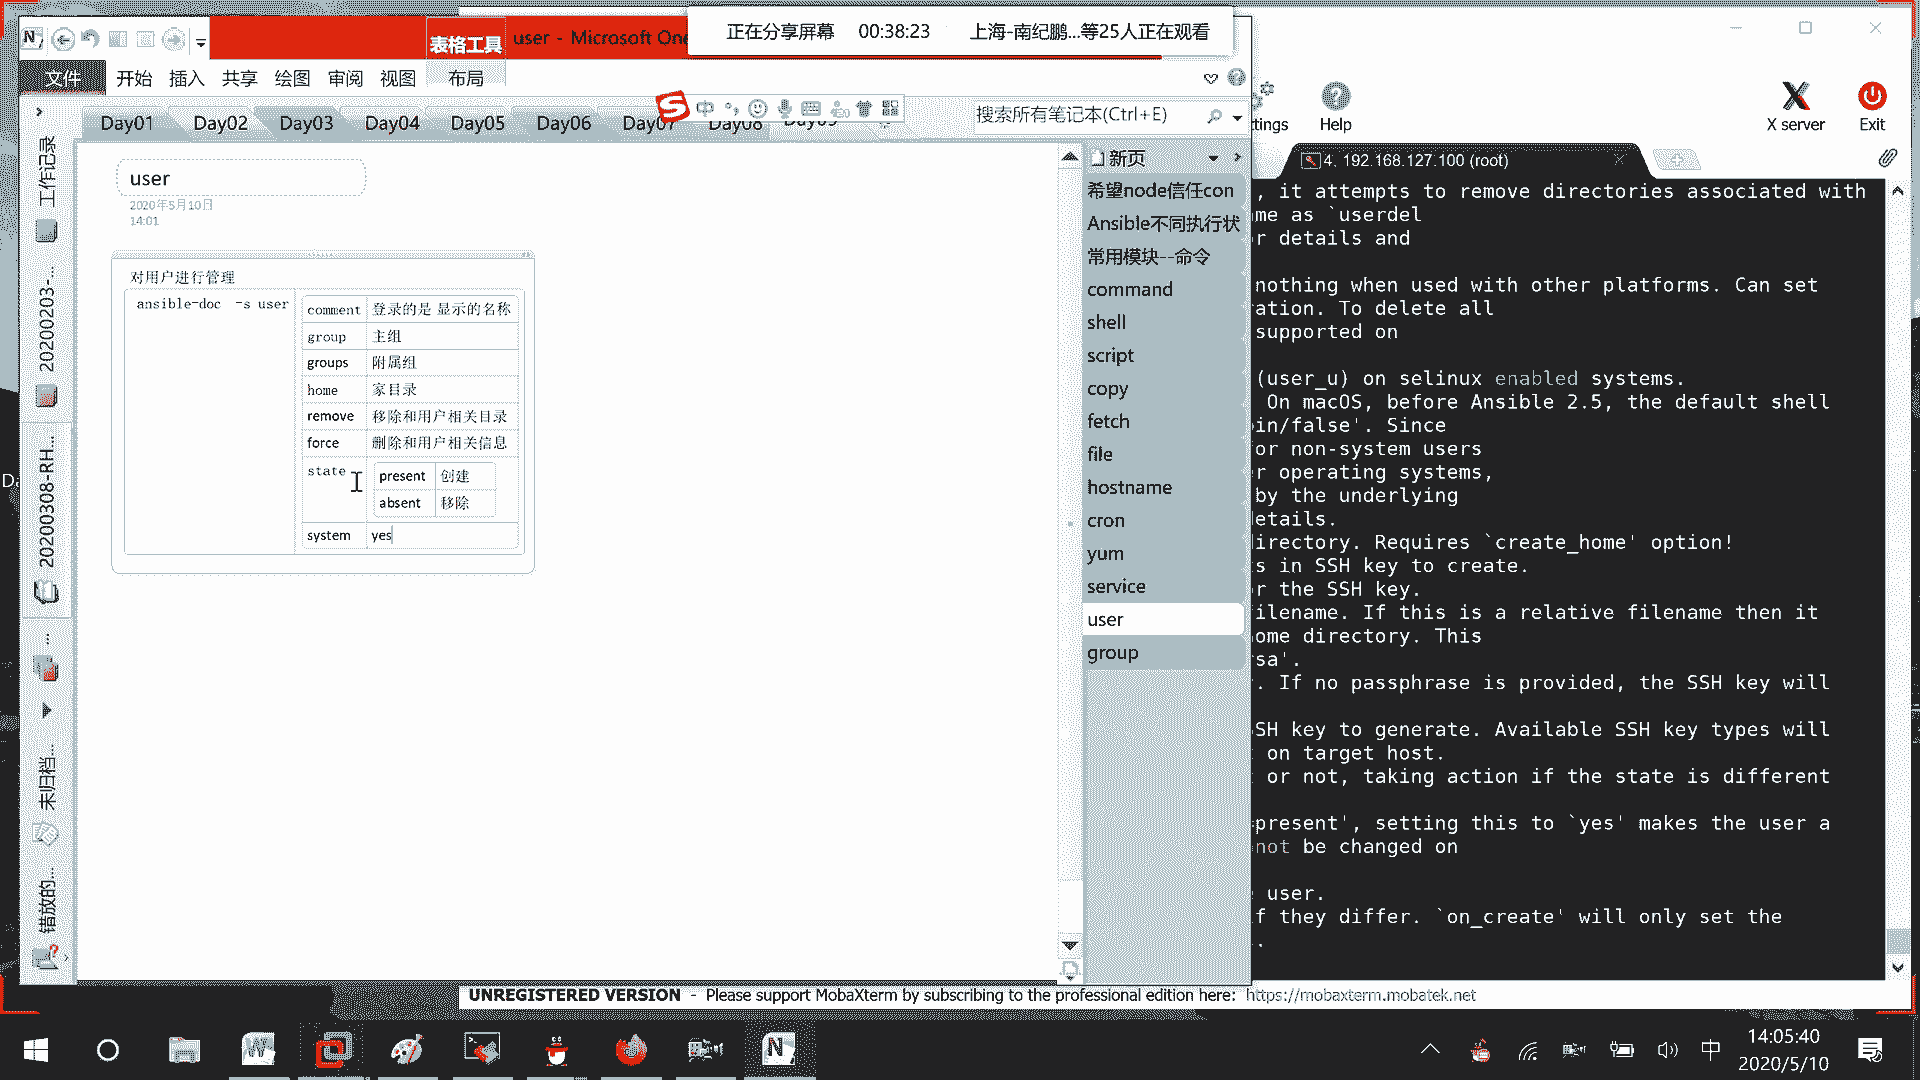 正在分享屏幕 00:38:23 上海-南纪鹏...等25人正在观看
表格工具 user - Microsoft One
文件 开始 插入 共享 绘图 审阅 视图 布局
Day01 Day02 Day03 Day04 Day05 Day06 Day07 Day08
中
搜索所有笔记本(Ctrl+E)
工作记录
20200203-...
20200308-RH...
...
未归档...
错放的...
user
2020年5月10日
14:01
对用户进行管理
ansible-doc -s user
comment 登录的是 显示的名称
group 主组
groups 附属组
home 家目录
remove 移除和用户相关目录
force 删除和用户相关信息
state present 创建
absent 移除
system yes
新页
希望node信任con
Ansible不同执行状
常用模块--命令
command
shell
script
copy
fetch
file
hostname
cron
yum
service
user
group
tings Help X server Exit
4. 192.168.127.100 (root)
, it attempts to remove directories associated with
me as `userdel
r details and
nothing when used with other platforms. Can set
ation. To delete all
supported on
(user_u) on selinux enabled systems.
On macOS, before Ansible 2.5, the default shell
in/false'. Since
or non-system users
r operating systems,
by the underlying
etails.
irectory. Requires `create_home' option!
s in SSH key to create.
r the SSH key.
ilename. If this is a relative filename then it
ome directory. This
sa'.
. If no passphrase is provided, the SSH key will
SH key to generate. Available SSH key types will
on target host.
or not, taking action if the state is different
present', setting this to `yes' makes the user a
not be changed on
user.
f they differ. `on_create' will only set the
.
UNREGISTERED VERSION - Please support MobaXterm by subscribing to the professional edition here: https://mobaxterm.mobatek.net
中
14:05:40
2020/5/10